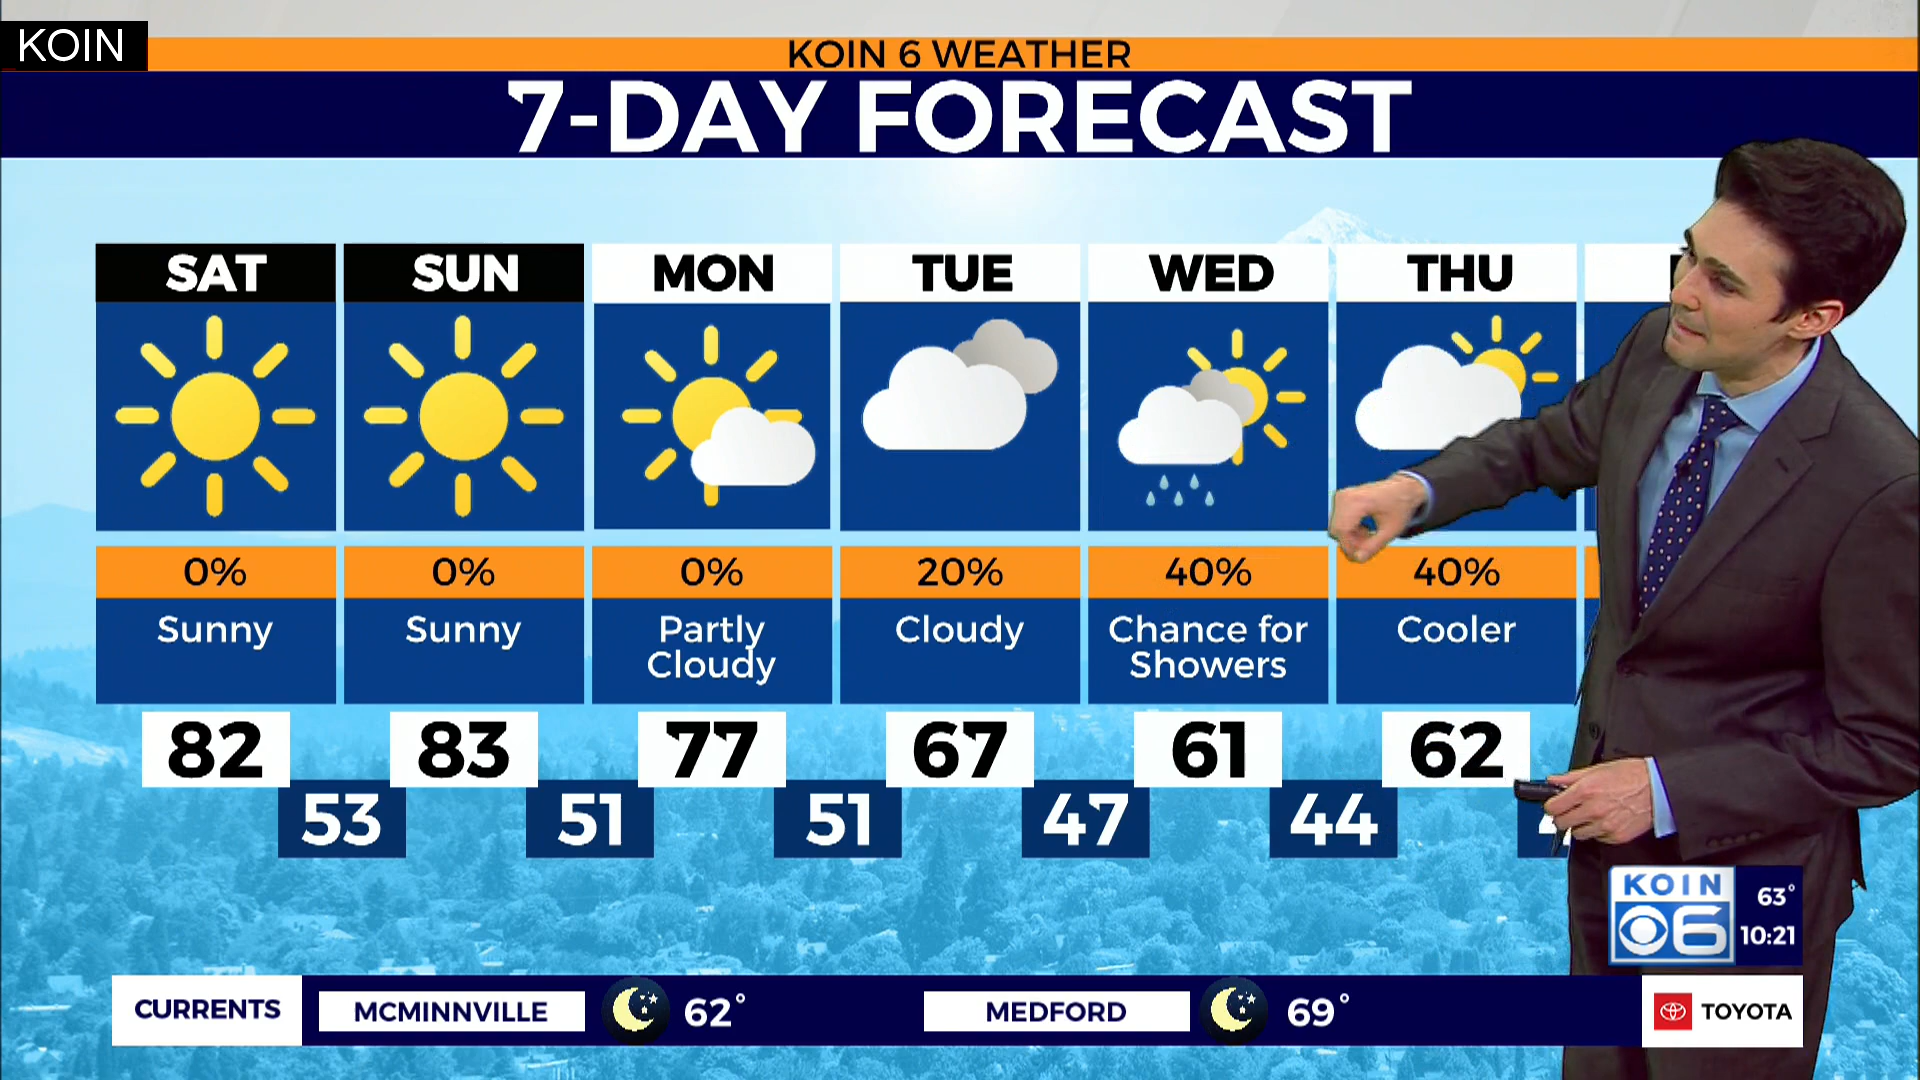 KOIN
KOIN 6 WEATHER
7-DAY FORECAST
SAT SUN MON TUE WED THU
0% 0% 0% 20% 40% 40%
Sunny Sunny Partly Cloudy Cloudy Chance for Showers Cooler
82 83 77 67 61 62
53 51 51 47 44
KOIN 6
63°
10:21
CURRENTS MCMINNVILLE 62° MEDFORD 69° TOYOTA